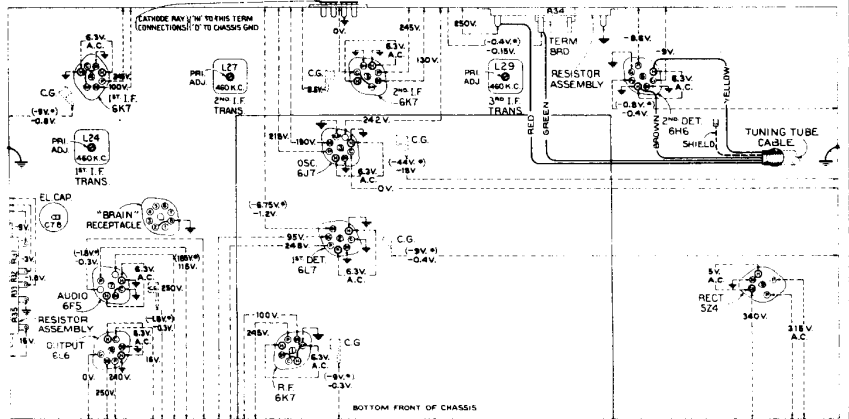 CATHODE RAY "N" TO THIS TERM
CONNECTIONS "O" TO CHASSIS GND
6.3V.
A.C.
245V.
100V.
1ST. I.F.
6K7
C.G.
(-9V.*)
-0.8V.
PRI.
ADJ.
L27
460 K.C.
2ND I.F
TRANS
0V.
6.3V.
A.C.
245V.
130V.
C.G.
2ND I.F
6K7
250V.
(-0.4V.*)
-0.15V.
R34
TERM
BRD
PRI.
ADJ.
L29
460 K.C.
3RD I.F
TRANS
RESISTOR
ASSEMBLY
-9V.
6.3V.
A.C.
(-0.8V.*)
-0.4V.
2ND DET.
6H6
RED
GREEN
BROWN
YELLOW
SHIELD
TUNING TUBE
CABLE
PRI.
ADJ
L24
460 K.C.
1ST. I.F
TRANS.
242 V.
215V.
190V.
OSC.
6J7
C.G.
6.3V.
A.C.
(-44V.*)
-18V
0V.
EL.CAP.
C78
"BRAIN"
RECEPTACLE
(-6.75V.*)
-1.2V.
95V.
248V.
1ST DET
6L7
6.3V.
A.C.
C.G.
(-9V.*)
-0.4V.
(-1.8V.*)
-0.3V.
(185V.*)
115V.
6.3V.
A.C.
250V.
AUDIO
6F5
(-1.8V.*)
-0.3V.
RESISTOR
ASSEMBLY
R35
OUTPUT
6L6
6.3V.
A.C.
16V.
15V.
0V.
240V.
250V.
100V.
245V.
6.3V.
A.C.
C.G
(-9V.*)
-0.3V.
R.F.
6K7
5V.
A.C.
RECT
5Z4
340V.
315V.
A.C.
BOTTOM FRONT OF CHASSIS